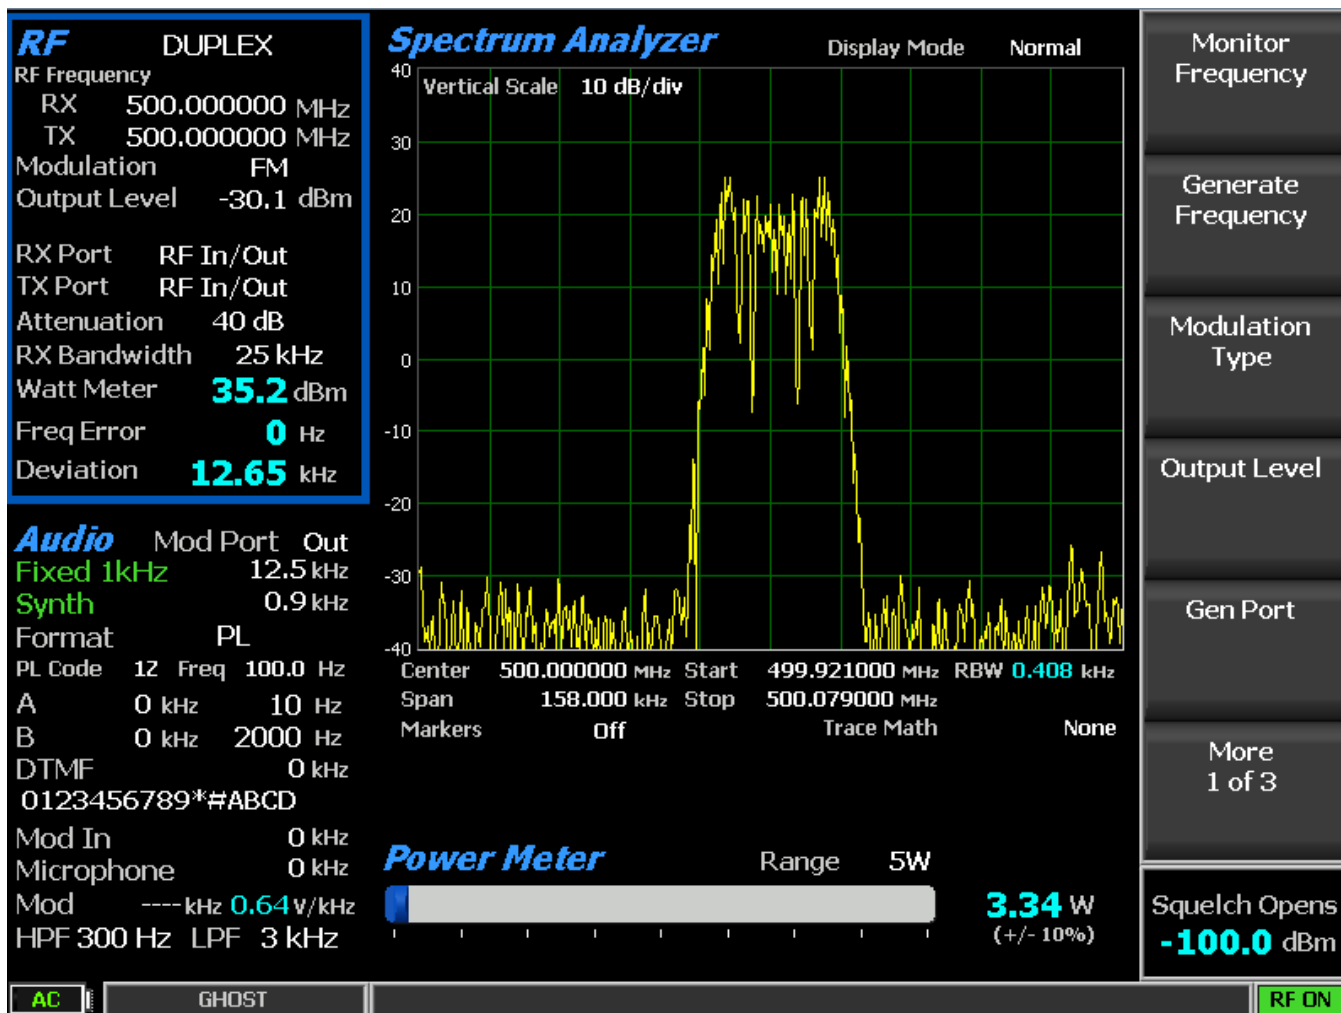 RF DUPLEX
RF Frequency
RX 500.000000 MHz
TX 500.000000 MHz
Modulation FM
Output Level -30.1 dBm
RX Port RF In/Out
TX Port RF In/Out
Attenuation 40 dB
RX Bandwidth 25 kHz
Watt Meter 35.2 dBm
Freq Error 0 Hz
Deviation 12.65 kHz
Audio Mod Port Out
Fixed 1kHz 12.5 kHz
Synth 0.9 kHz
Format PL
PL Code 1Z Freq 100.0 Hz
A 0 kHz 10 Hz
B 0 kHz 2000 Hz
DTMF 0 kHz
0123456789*#ABCD
Mod In 0 kHz
Microphone 0 kHz
Mod ---- kHz 0.64 V/kHz
HPF 300 Hz LPF 3 kHz
Spectrum Analyzer Display Mode Normal
Vertical Scale 10 dB/div
40
30
20
10
0
-10
-20
-30
-40
Center 500.000000 MHz Start 499.921000 MHz RBW 0.408 kHz
Span 158.000 kHz Stop 500.079000 MHz
Markers Off Trace Math None
Power Meter Range 5W
3.34 W
(+/- 10%)
Monitor
Frequency
Generate
Frequency
Modulation
Type
Output Level
Gen Port
More
1 of 3
Squelch Opens
-100.0 dBm
AC GHOST RF ON